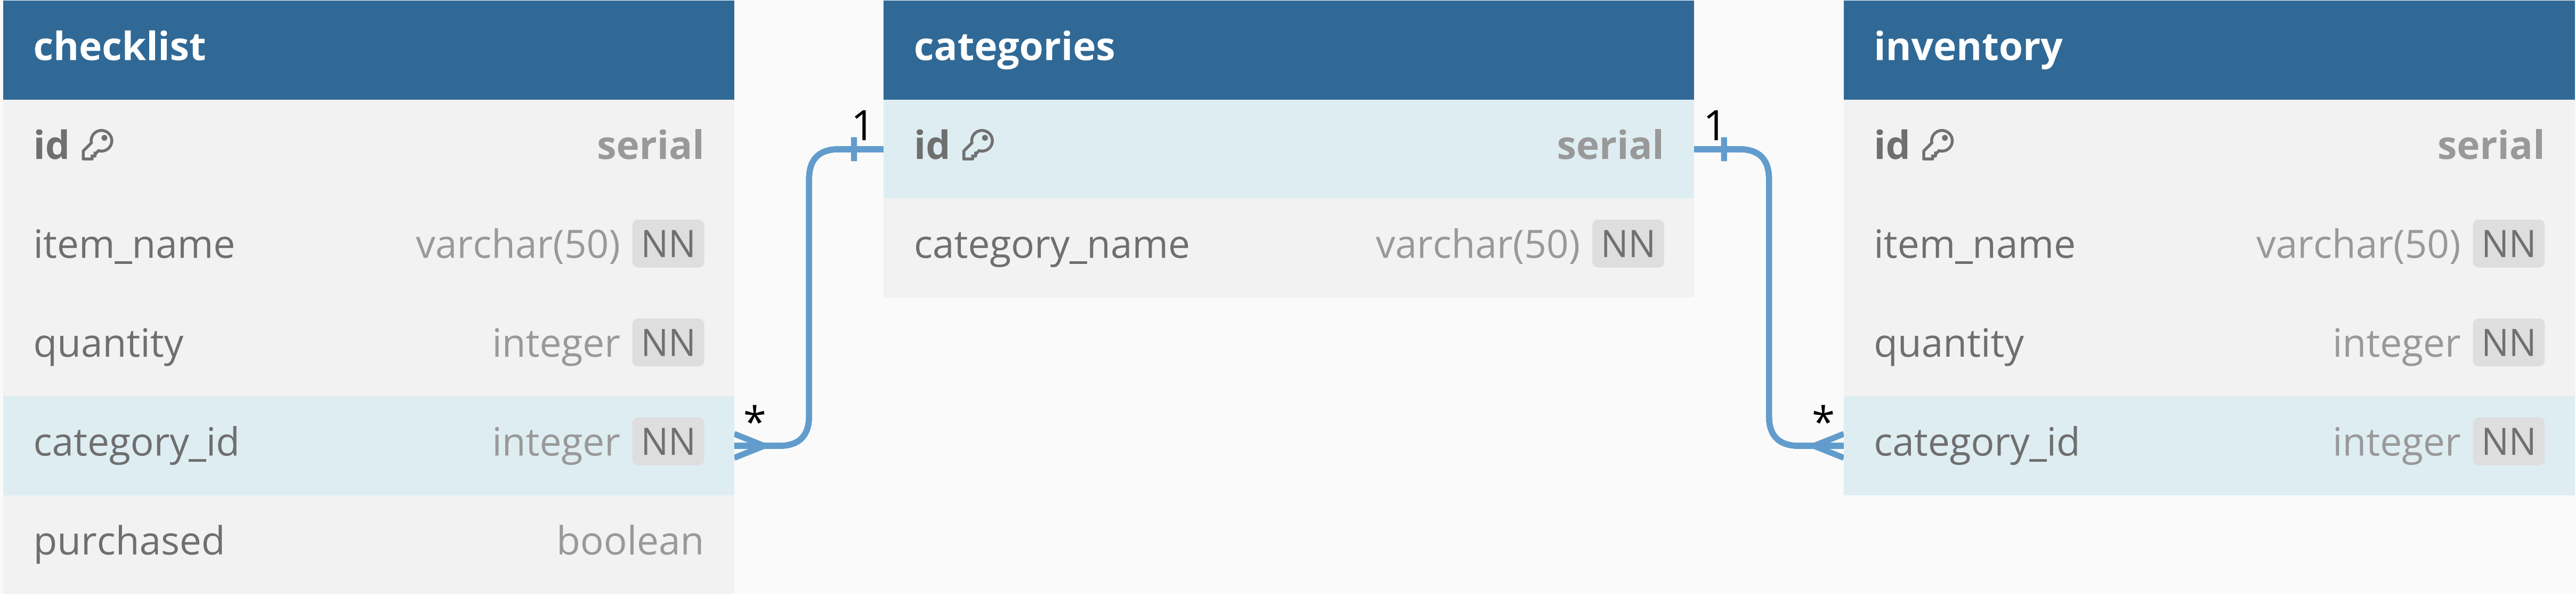 checklist
id serial
item_name varchar(50) NN
quantity integer NN
category_id integer NN
purchased boolean
1
*
categories
id serial
category_name varchar(50) NN
1
*
inventory
id serial
item_name varchar(50) NN
quantity integer NN
category_id integer NN